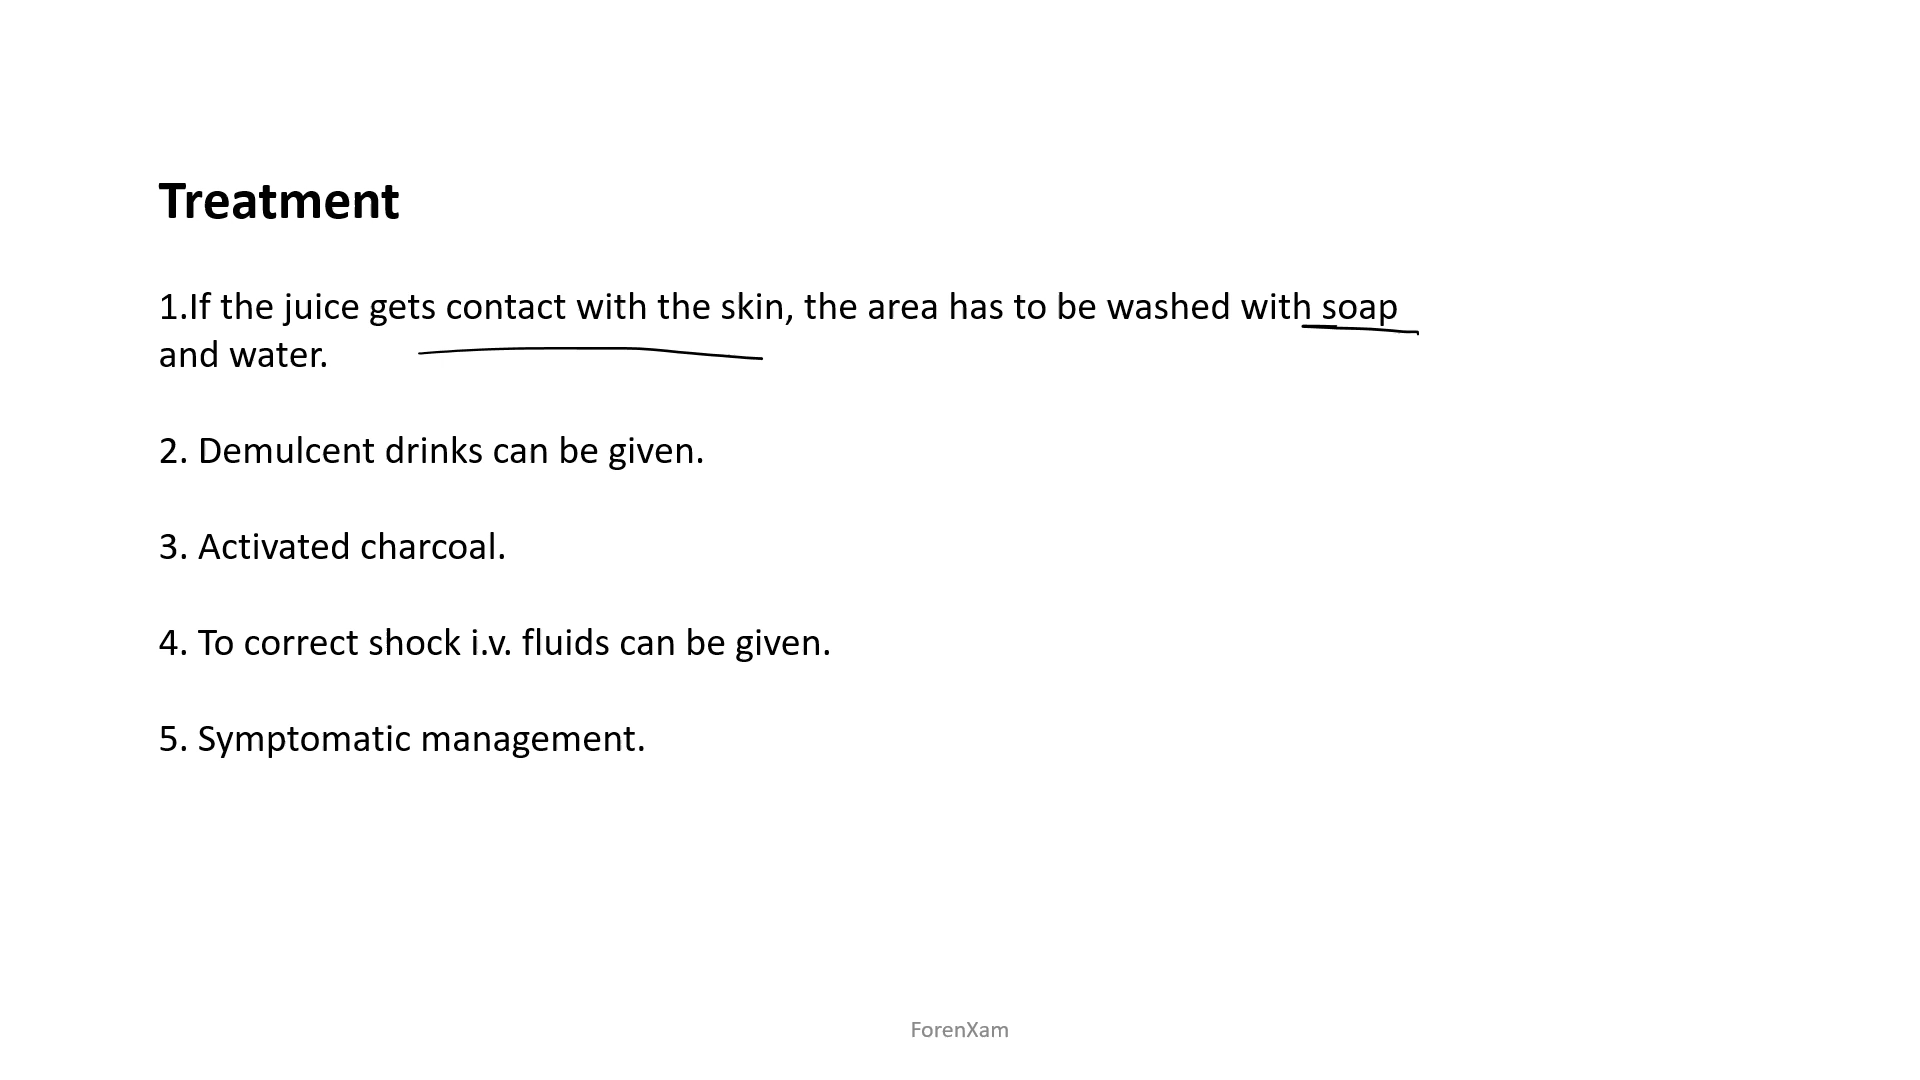 Treatment
1.If the juice gets contact with the skin, the area has to be washed with soap
and water.
2. Demulcent drinks can be given.
3. Activated charcoal.
4. To correct shock i.v. fluids can be given.
5. Symptomatic management.
ForenXam